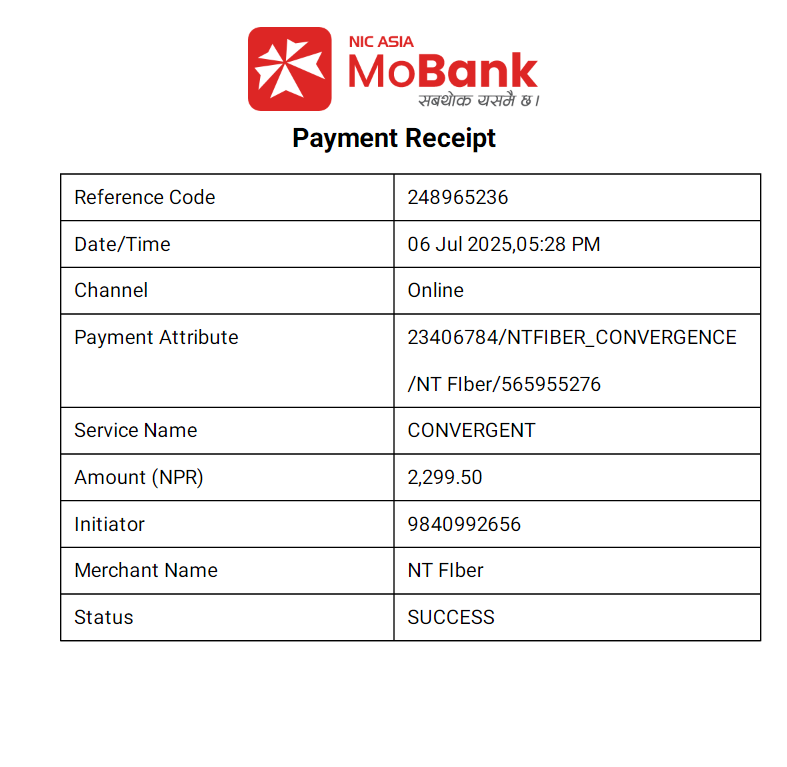 NIC ASIA
MoBank
सबथोक यसमै छ।
Payment Receipt
Reference Code 248965236
Date/Time 06 Jul 2025,05:28 PM
Channel Online
Payment Attribute 23406784/NTFIBER_CONVERGENCE
/NT FIber/565955276
Service Name CONVERGENT
Amount (NPR) 2,299.50
Initiator 9840992656
Merchant Name NT FIber
Status SUCCESS